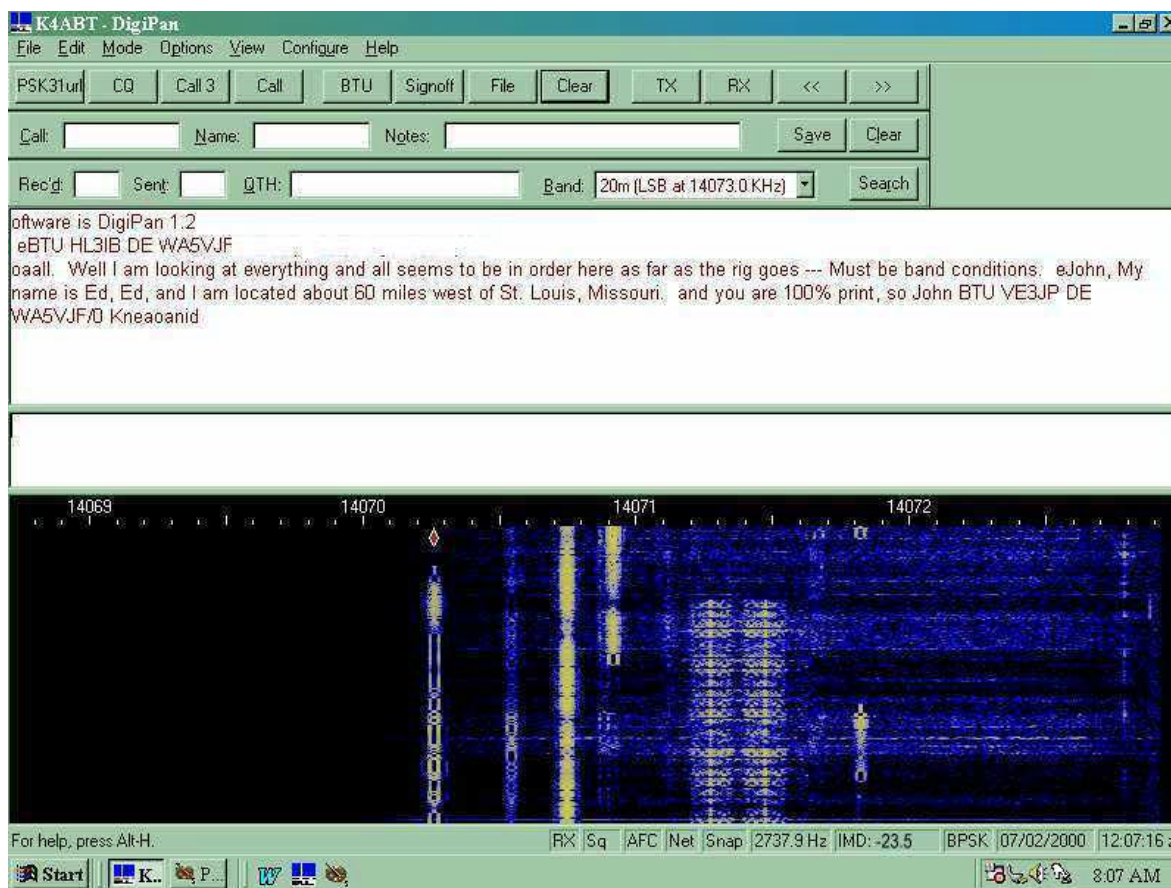 K4ABT - DigiPan
File Edit Mode Options View Configure Help
PSK31url CQ Call 3 Call BTU Signoff File Clear TX RX << >>
Call: Name: Notes: Save Clear
Rec'd: Sent: QTH: Band: 20m (LSB at 14073.0 KHz) Search
oftware is DigiPan 1.2
eBTU HL3IB DE WA5VJF
oaall. Well I am looking at everything and all seems to be in order here as far as the rig goes --- Must be band conditions. eJohn, My
name is Ed, Ed, and I am located about 60 miles west of St. Louis, Missouri. and you are 100% print, so John BTU VE3JP DE
WA5VJF/0 Kneaoanid
14069 14070 14071 14072
For help, press Alt-H. RX Sq AFC Net Snap 2737.9 Hz IMD: -23.5 BPSK 07/02/2000 12:07:16 z
Start K.. P... W 8:07 AM